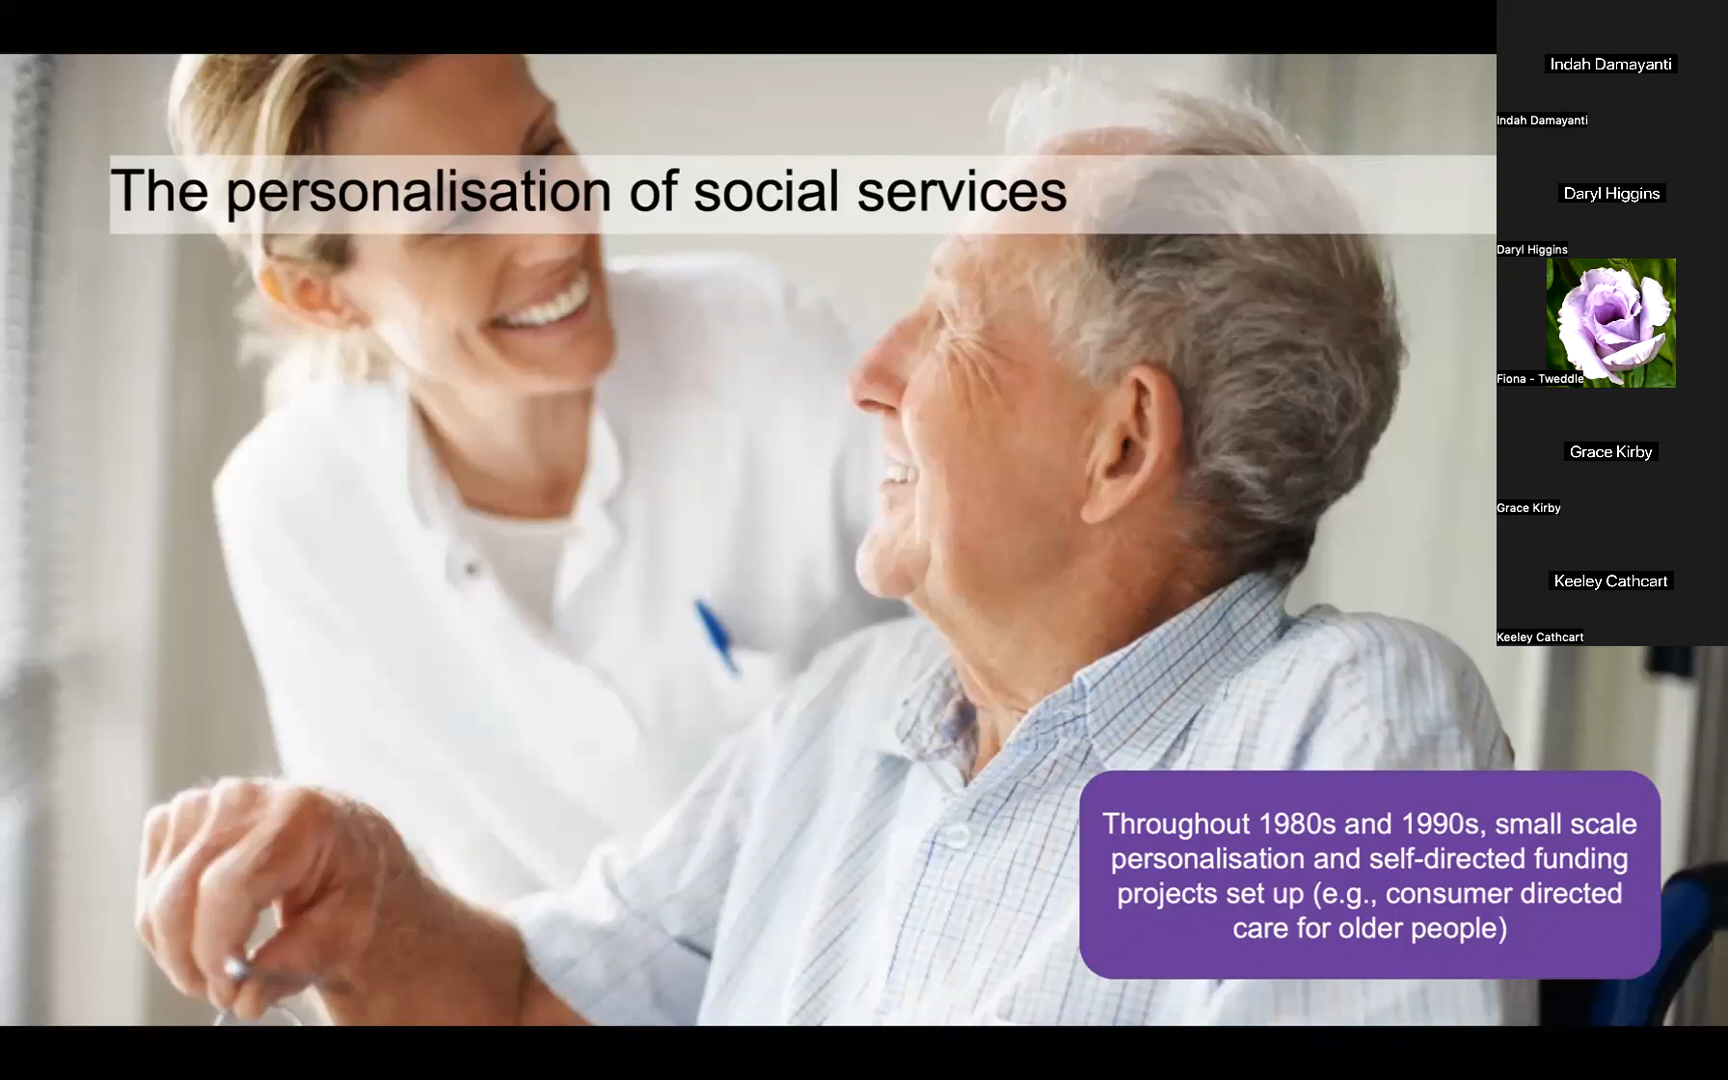 The personalisation of social services
Throughout 1980s and 1990s, small scale
personalisation and self-directed funding
projects set up (e.g., consumer directed
care for older people)
Indah Damayanti
Indah Damayanti
Daryl Higgins
Daryl Higgins
Fiona - Tweddle
Grace Kirby
Grace Kirby
Keeley Cathcart
Keeley Cathcart